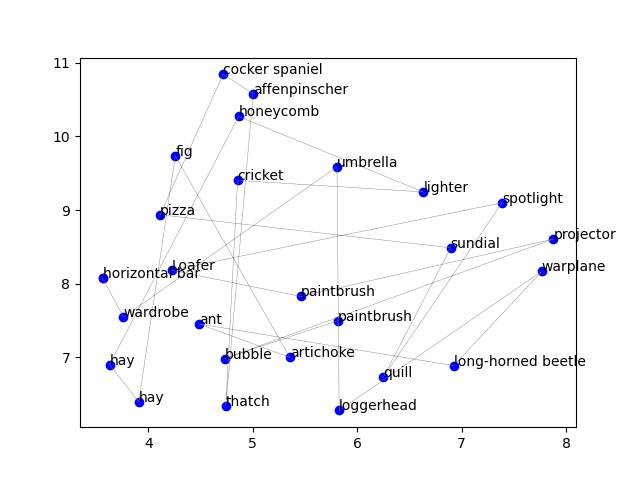 11
cocker spaniel
affenpinscher
honeycomb
10
fig
umbrella
cricket
lighter
spotlight
9
pizza
sundial
projector
Loafer
warplane
horizontal bar
8
paintbrush
wardrobe
ant
paintbrush
7
hay
bubble
artichoke
long-horned beetle
quill
hay
thatch
loggerhead
4 5 6 7 8